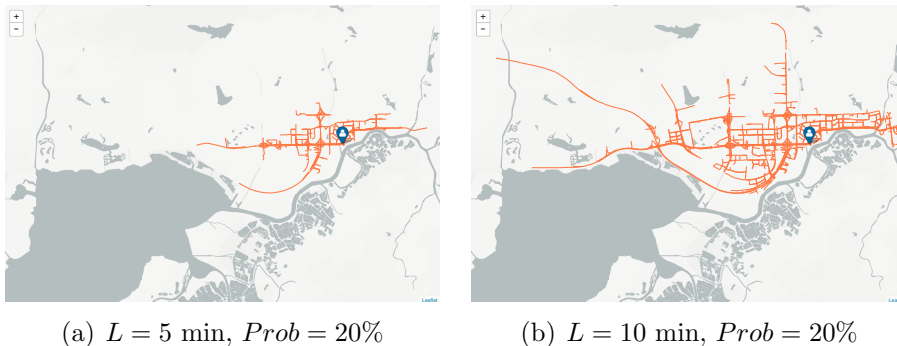 +
−
+
−
Leaflet
Leaflet
(a) L = 5 min, Prob = 20%
(b) L = 10 min, Prob = 20%